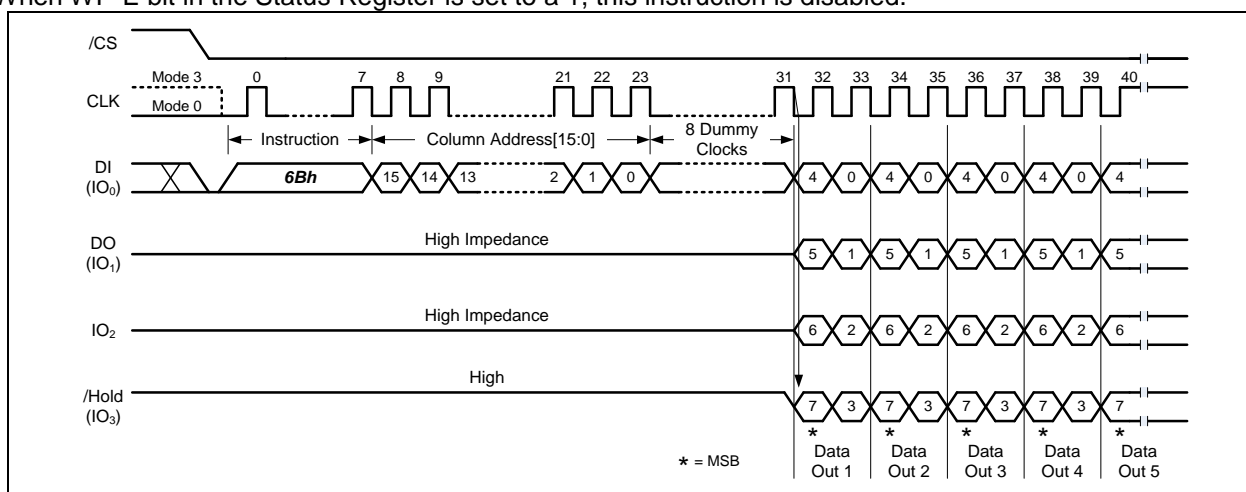 When WP-E bit in the Status Register is set to a 1, this instruction is disabled.
/CS
Mode 3 0 7 8 9 21 22 23 31 32 33 34 35 36 37 38 39 40
CLK
Mode 0
Instruction Column Address[15:0] 8 Dummy
Clocks
DI
(IO0)
6Bh 15 14 13 2 1 0 4 0 4 0 4 0 4 0 4
High Impedance
DO
(IO1)
5 1 5 1 5 1 5 1 5
High Impedance
IO2
6 2 6 2 6 2 6 2 6
High
/Hold
(IO3)
7 3 7 3 7 3 7 3 7
* * * * *
* = MSB
Data Data Data Data Data
Out 1 Out 2 Out 3 Out 4 Out 5